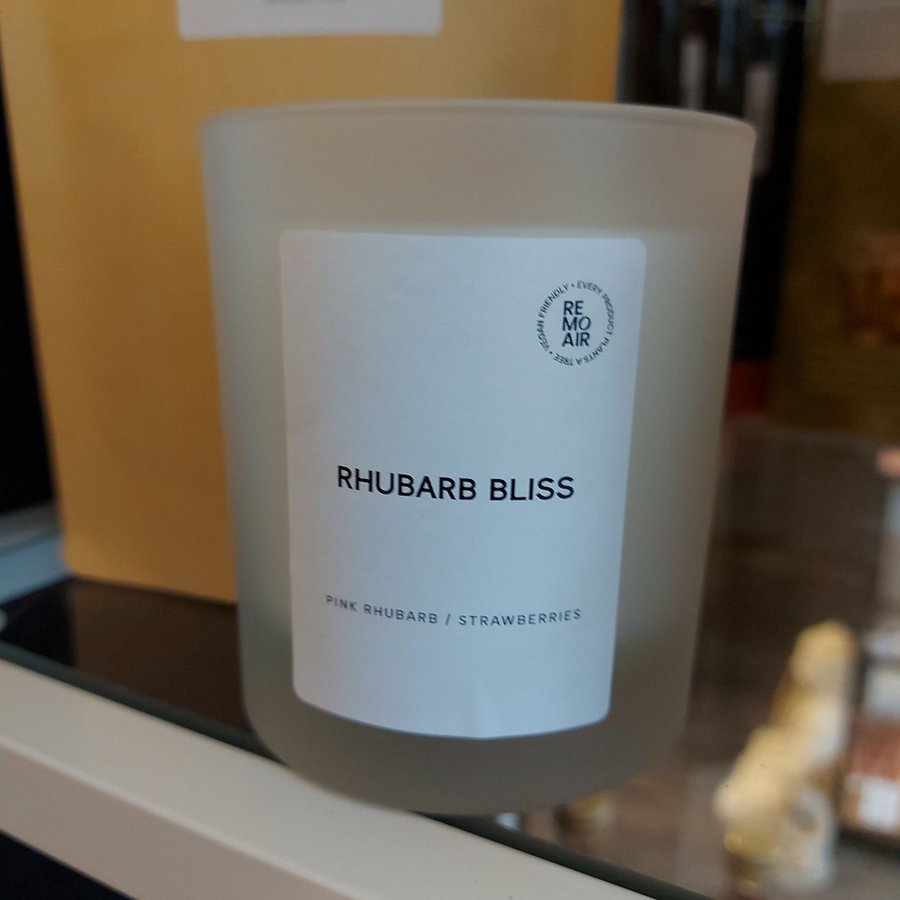 VEGAN FRIENDLY • EVERY PRODUCT PLANTS A TREE •
RE
MO
AIR
RHUBARB BLISS
PINK RHUBARB / STRAWBERRIES